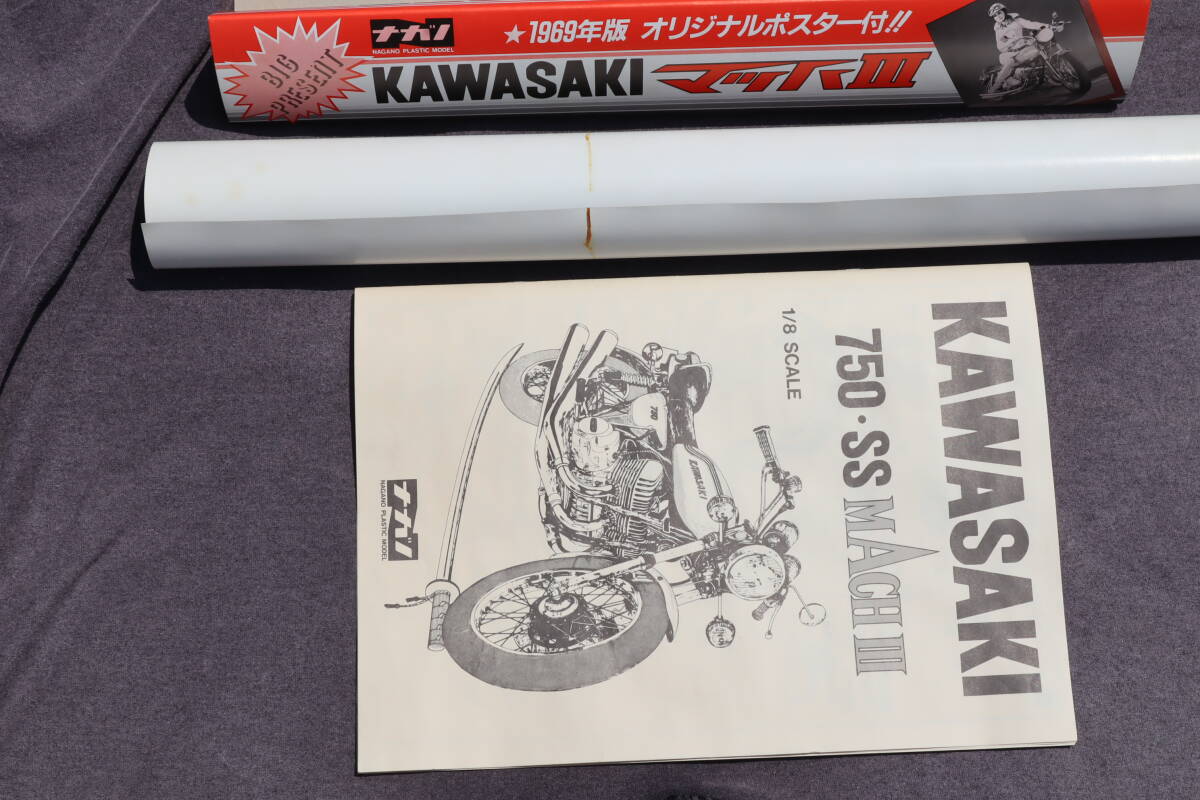 BIG
PRESENT
ナガノ
NAGANO PLASTIC MODEL
★1969年版 オリジナルポスター付!!
KAWASAKI マッハIII
KAWASAKI
750・SS MACH III
1/8 SCALE
750
KAWASAKI
ナガノ
NAGANO PLASTIC MODEL